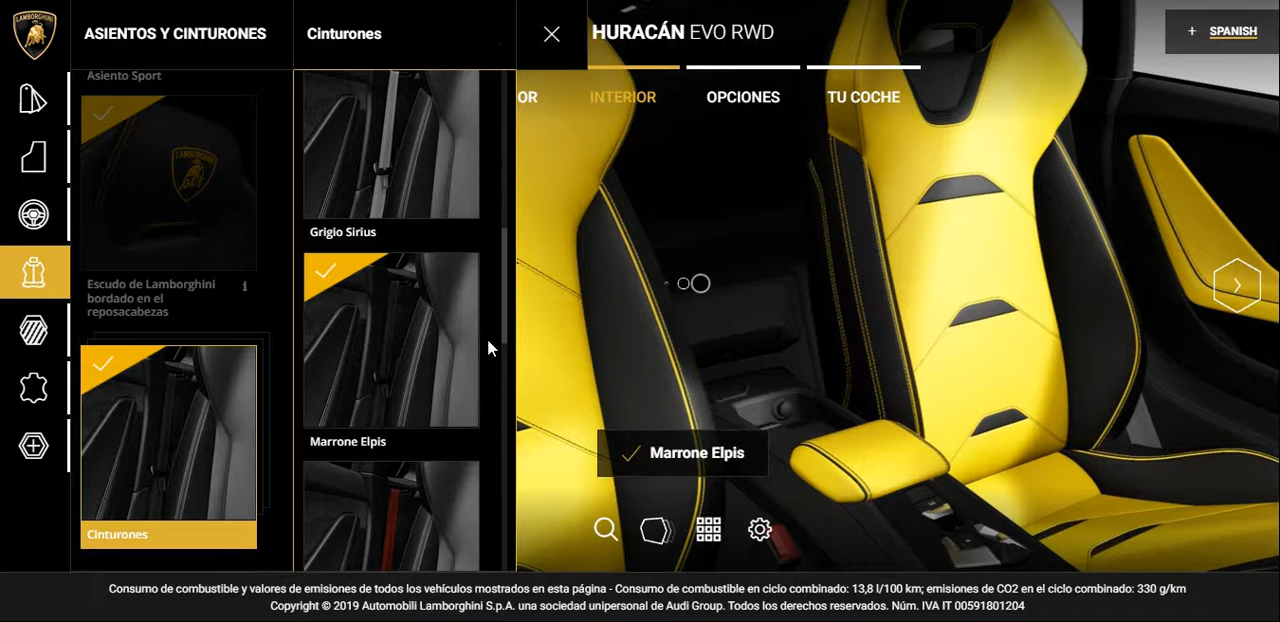 LAMBORGHINI
ASIENTOS Y CINTURONES
Cinturones
HURACÁN EVO RWD
+ SPANISH
OR
INTERIOR
OPCIONES
TU COCHE
Asiento Sport
LAMBORGHINI
Escudo de Lamborghini
bordado en el
reposacabezas
i
Cinturones
Grigio Sirius
Marrone Elpis
Marrone Elpis
Consumo de combustible y valores de emisiones de todos los vehículos mostrados en esta página - Consumo de combustible en ciclo combinado: 13,8 l/100 km; emisiones de CO2 en el ciclo combinado: 330 g/km
Copyright © 2019 Automobili Lamborghini S.p.A. una sociedad unipersonal de Audi Group. Todos los derechos reservados. Núm. IVA IT 00591801204